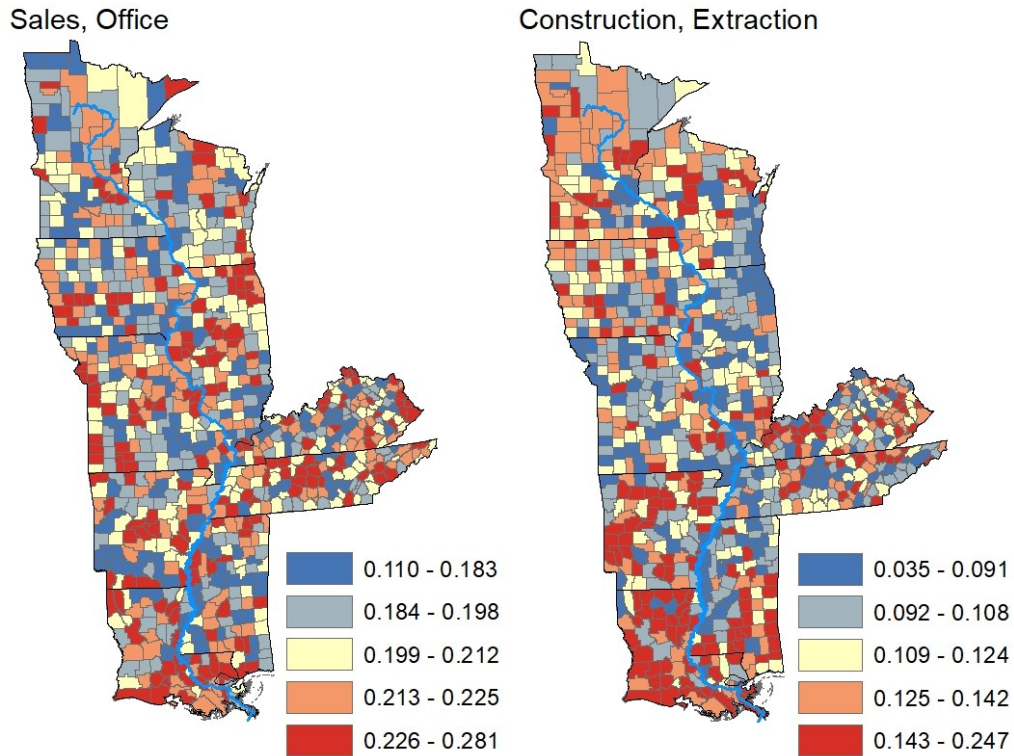 Sales, Office
Construction, Extraction
0.110 - 0.183
0.184 - 0.198
0.199 - 0.212
0.213 - 0.225
0.226 - 0.281
0.035 - 0.091
0.092 - 0.108
0.109 - 0.124
0.125 - 0.142
0.143 - 0.247